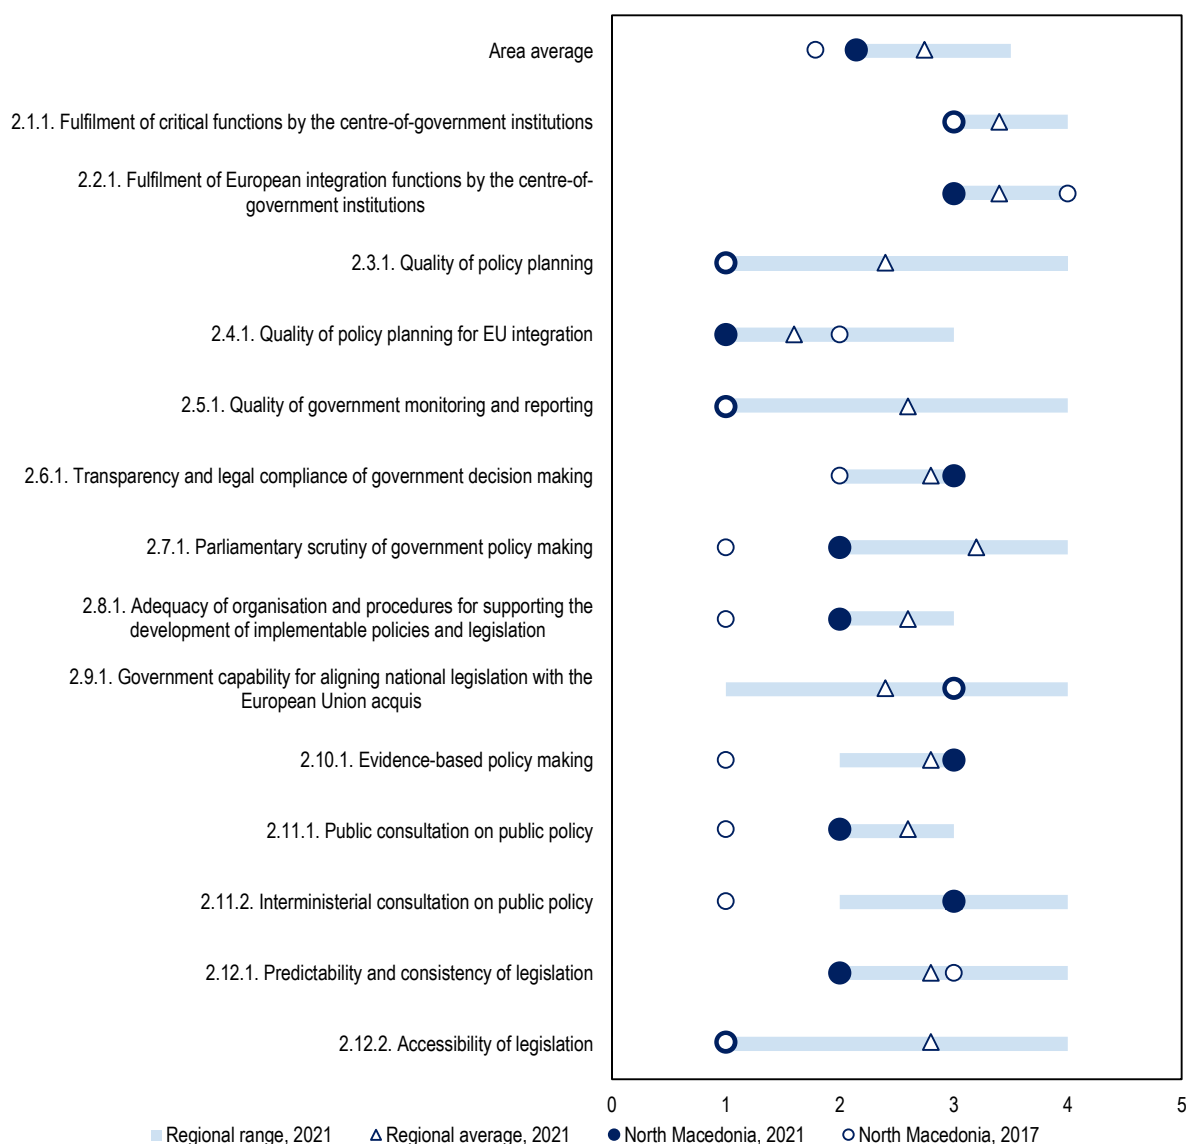 Area average
2.1.1. Fulfilment of critical functions by the centre-of-government institutions
2.2.1. Fulfilment of European integration functions by the centre-of-
government institutions
2.3.1. Quality of policy planning
2.4.1. Quality of policy planning for EU integration
2.5.1. Quality of government monitoring and reporting
2.6.1. Transparency and legal compliance of government decision making
2.7.1. Parliamentary scrutiny of government policy making
2.8.1. Adequacy of organisation and procedures for supporting the
development of implementable policies and legislation
2.9.1. Government capability for aligning national legislation with the
European Union acquis
2.10.1. Evidence-based policy making
2.11.1. Public consultation on public policy
2.11.2. Interministerial consultation on public policy
2.12.1. Predictability and consistency of legislation
2.12.2. Accessibility of legislation
0 1 2 3 4 5
Regional range, 2021 Regional average, 2021 North Macedonia, 2021 North Macedonia, 2017